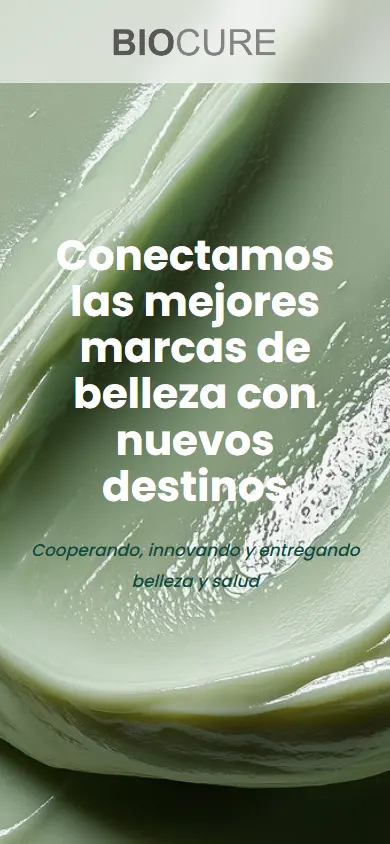 BIOCURE
Conectamos
las mejores
marcas de
belleza con
nuevos
destinos
Cooperando, innovando y entregando
belleza y salud